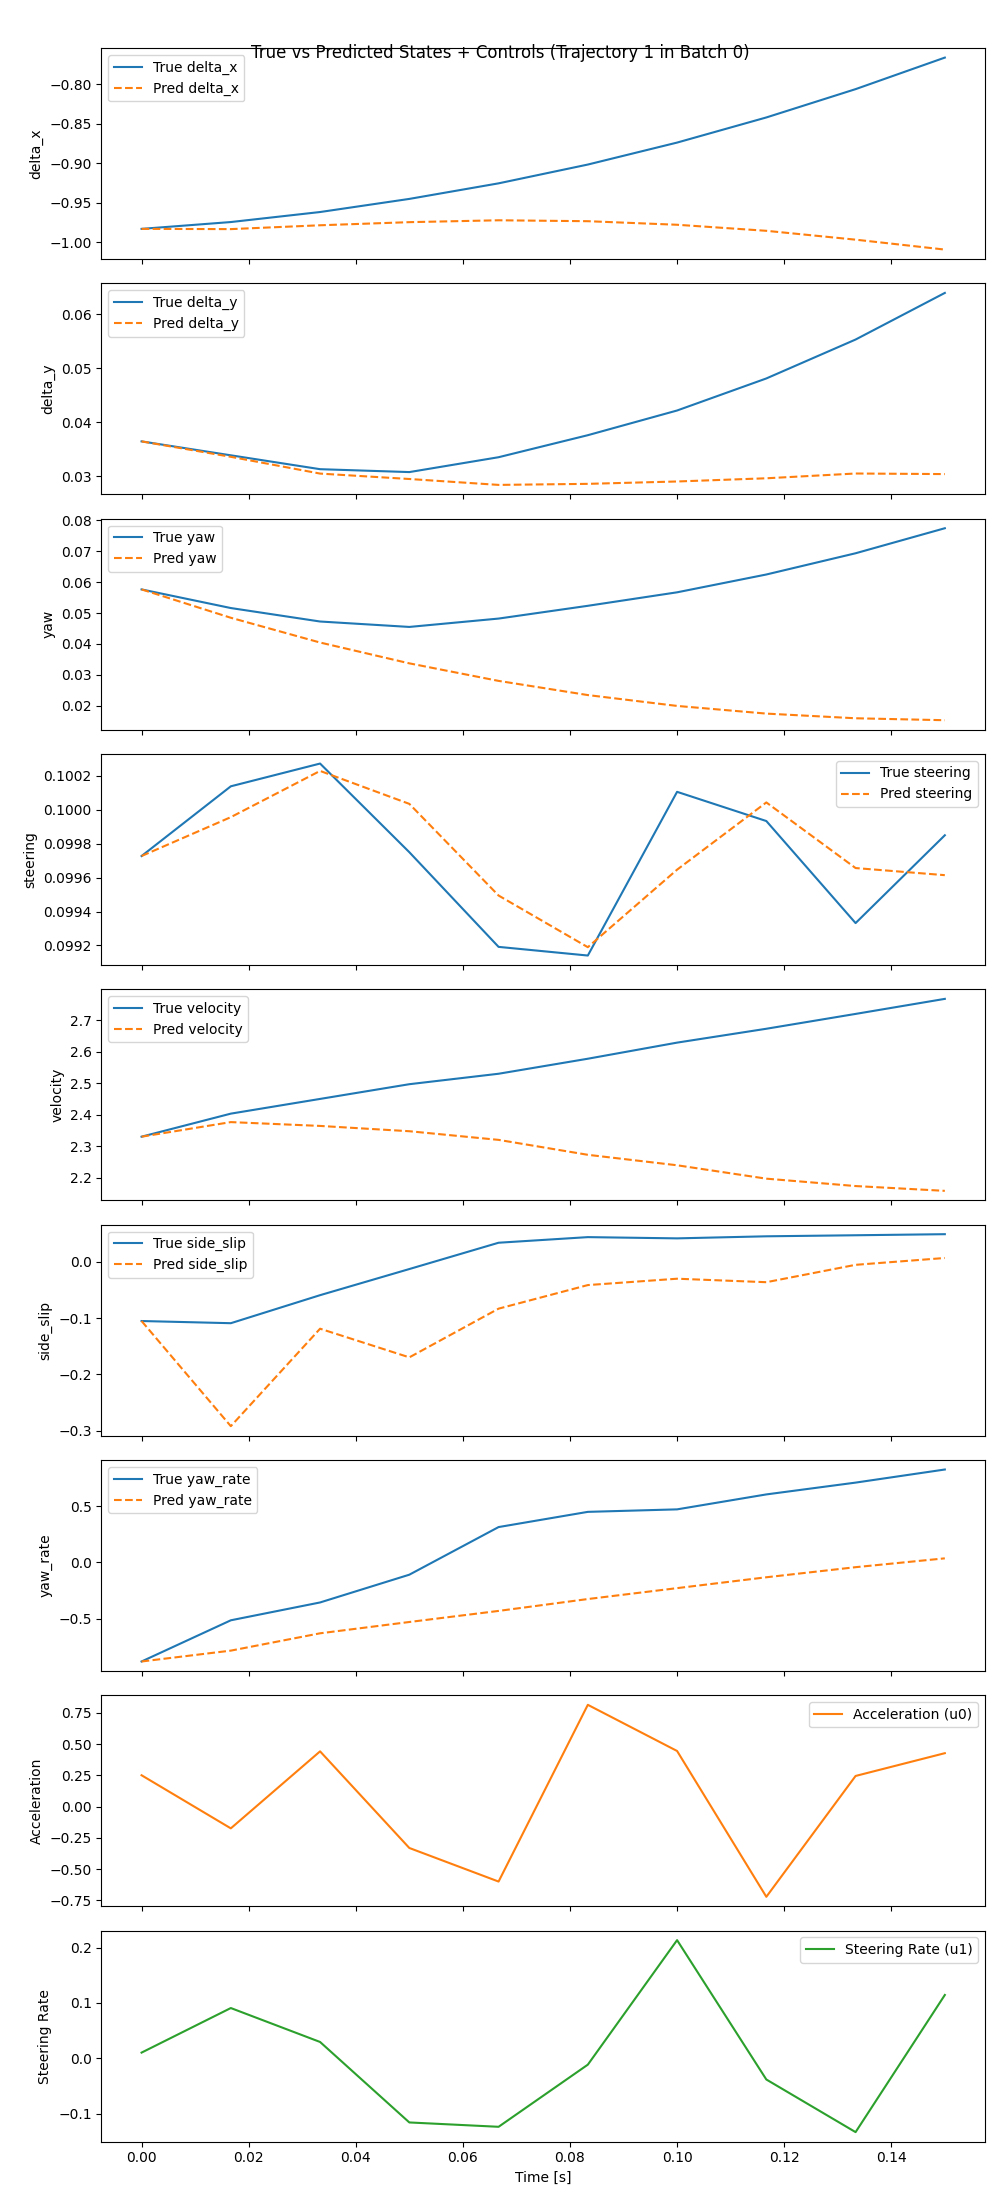 True vs Predicted States + Controls (Trajectory 1 in Batch 0)
True delta_x
Pred delta_x
delta_x
−0.80
−0.85
−0.90
−0.95
−1.00
True delta_y
Pred delta_y
delta_y
0.06
0.05
0.04
0.03
True yaw
Pred yaw
yaw
0.08
0.07
0.06
0.05
0.04
0.03
0.02
True steering
Pred steering
steering
0.1002
0.1000
0.0998
0.0996
0.0994
0.0992
True velocity
Pred velocity
velocity
2.7
2.6
2.5
2.4
2.3
2.2
True side_slip
Pred side_slip
side_slip
0.0
−0.1
−0.2
−0.3
True yaw_rate
Pred yaw_rate
yaw_rate
0.5
0.0
−0.5
Acceleration (u0)
Acceleration
0.75
0.50
0.25
0.00
−0.25
−0.50
−0.75
Steering Rate (u1)
Steering Rate
0.2
0.1
0.0
−0.1
0.00 0.02 0.04 0.06 0.08 0.10 0.12 0.14
Time [s]